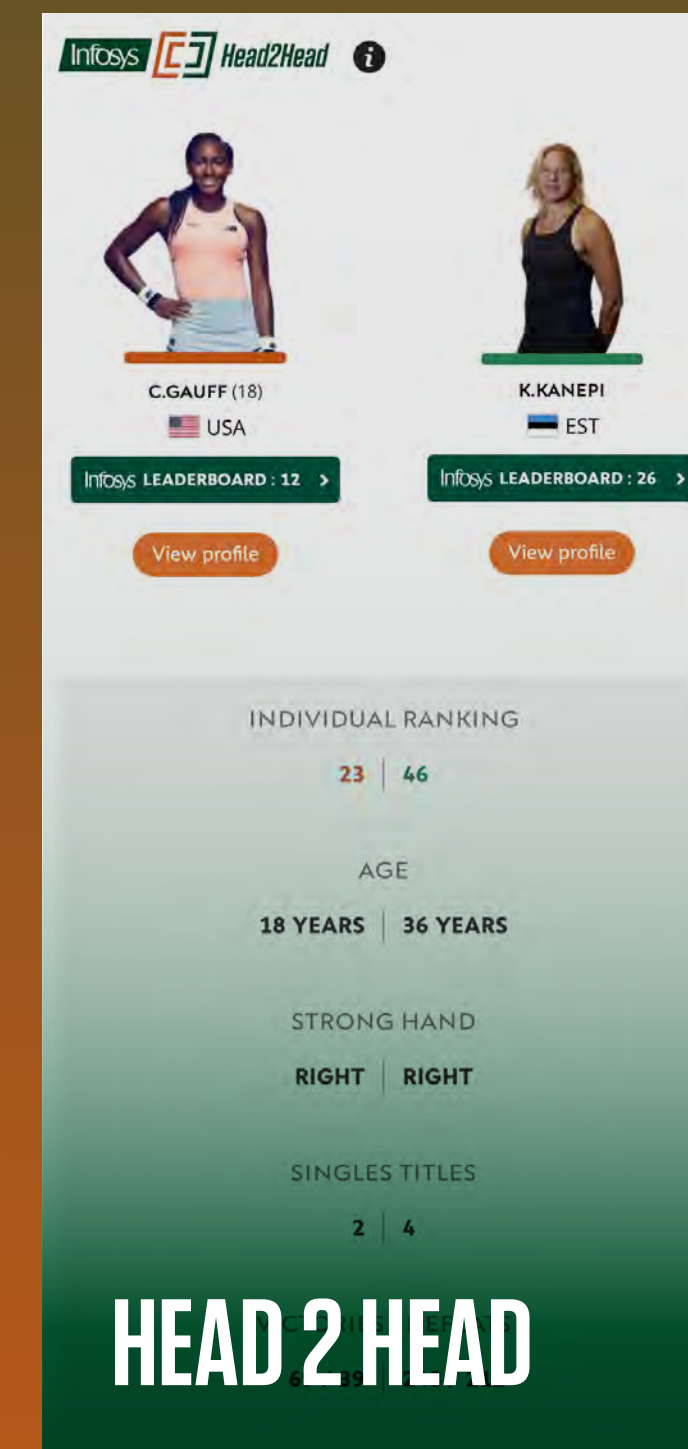 Infosys Head2Head i
C.GAUFF (18)
USA
Infosys LEADERBOARD : 12 >
View profile
K.KANEPI
EST
Infosys LEADERBOARD : 26 >
View profile
INDIVIDUAL RANKING
23 | 46
AGE
18 YEARS | 36 YEARS
STRONG HAND
RIGHT | RIGHT
SINGLES TITLES
2 | 4
HEAD 2 HEAD